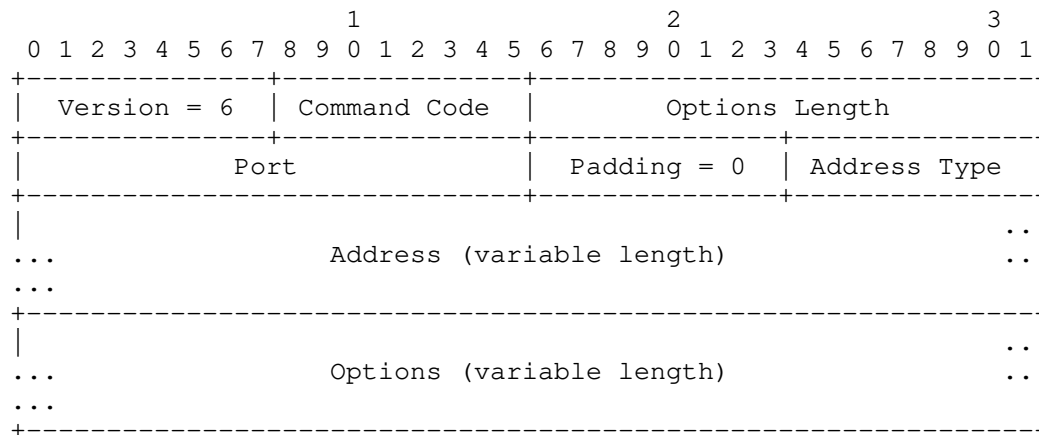 1                   2                   3
 0 1 2 3 4 5 6 7 8 9 0 1 2 3 4 5 6 7 8 9 0 1 2 3 4 5 6 7 8 9 0 1
+---------------+---------------+-------------------------------
|  Version = 6  | Command Code  |        Options Length
+---------------+---------------+---------------+---------------
|             Port              |  Padding = 0  | Address Type
+-------------------------------+---------------+---------------
|                                                             ..
...                Address (variable length)                  ..
...
+---------------------------------------------------------------
|                                                             ..
...                Options (variable length)                  ..
...
+---------------------------------------------------------------